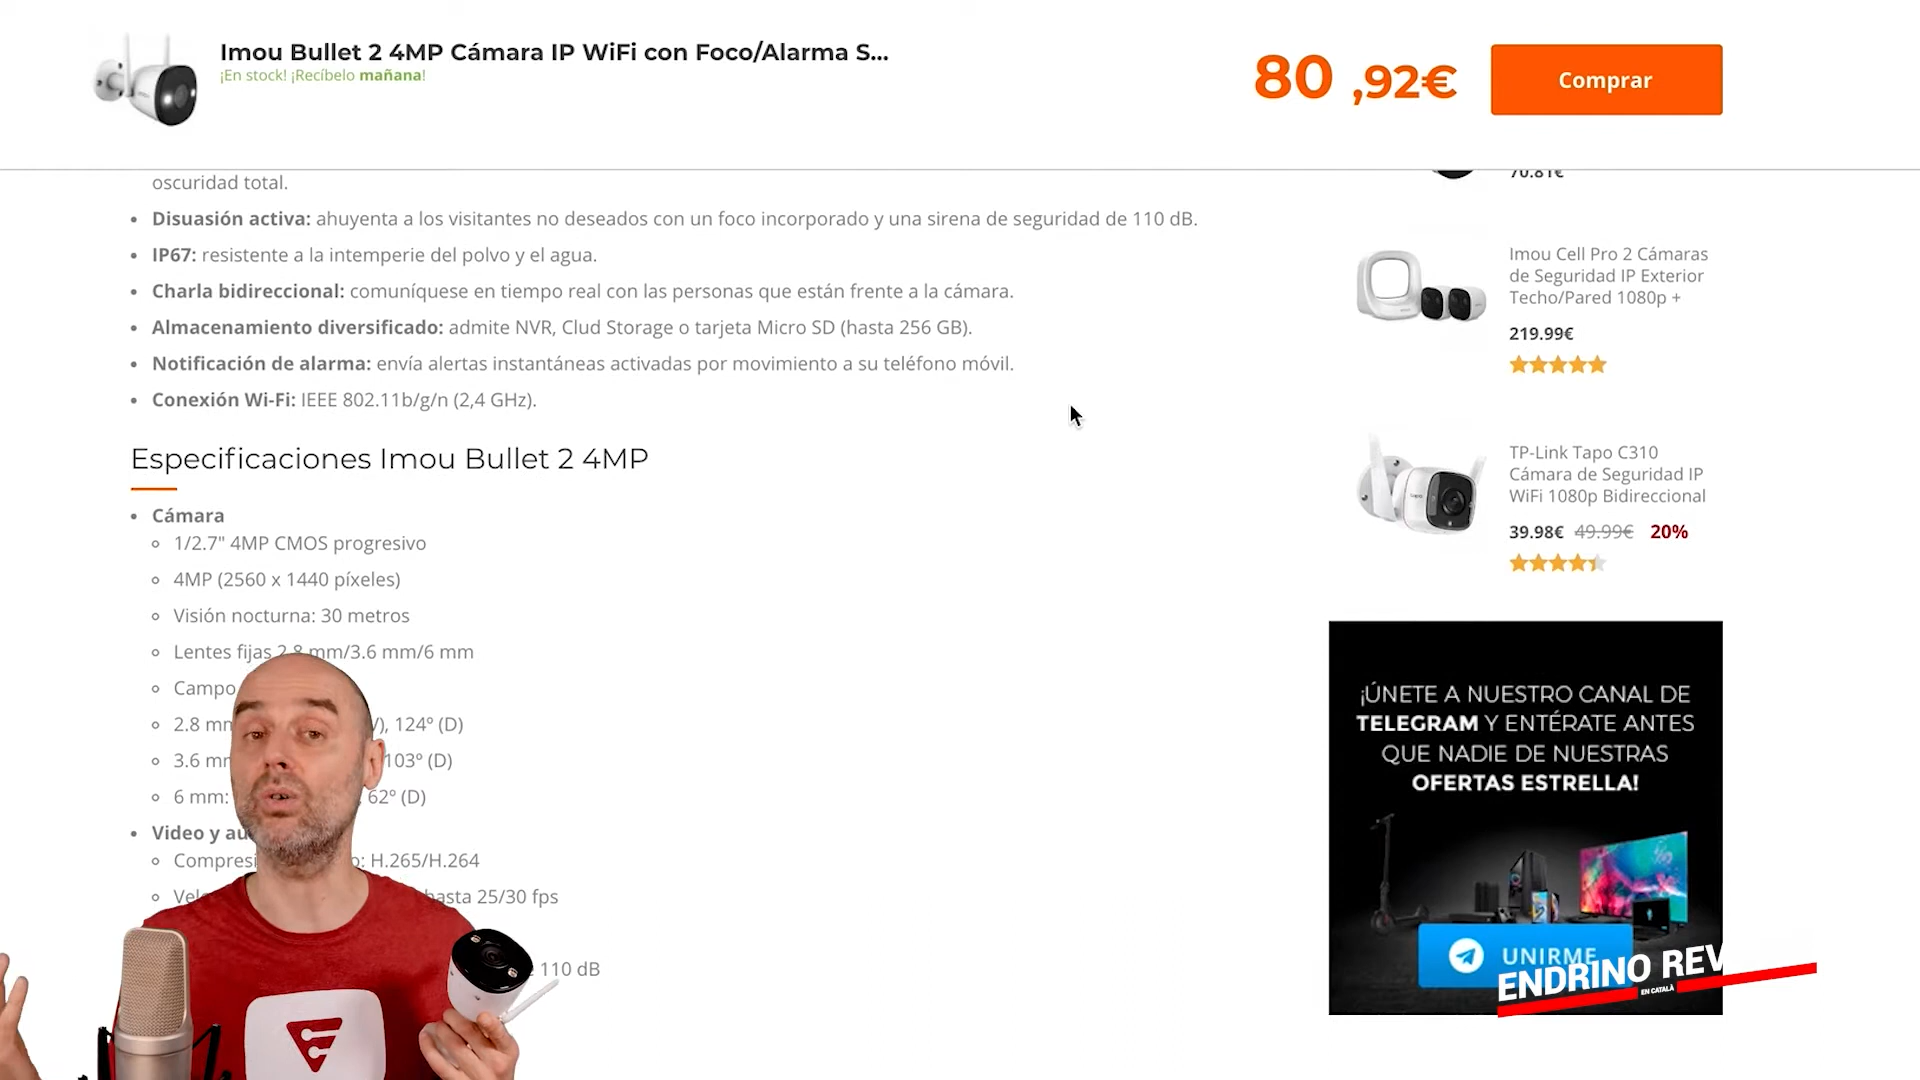 Imou Bullet 2 4MP Cámara IP WiFi con Foco/Alarma S...
¡En stock! ¡Recíbelo mañana!
80 ,92€
Comprar
oscuridad total.
Disuasión activa: ahuyenta a los visitantes no deseados con un foco incorporado y una sirena de seguridad de 110 dB.
IP67: resistente a la intemperie del polvo y el agua.
Charla bidireccional: comuníquese en tiempo real con las personas que están frente a la cámara.
Almacenamiento diversificado: admite NVR, Clud Storage o tarjeta Micro SD (hasta 256 GB).
Notificación de alarma: envía alertas instantáneas activadas por movimiento a su teléfono móvil.
Conexión Wi-Fi: IEEE 802.11b/g/n (2,4 GHz).
Especificaciones Imou Bullet 2 4MP
Cámara
1/2.7" 4MP CMOS progresivo
4MP (2560 x 1440 píxeles)
Visión nocturna: 30 metros
Lentes fijas 2.8 mm/3.6 mm/6 mm
Campo
2.8 mm 124º (D)
3.6 mm 103º (D)
6 mm: 62º (D)
Video y
H.265/H.264
hasta 25/30 fps
110 dB
70.81€
Imou Cell Pro 2 Cámaras
de Seguridad IP Exterior
Techo/Pared 1080p +
219.99€
TP-Link Tapo C310
Cámara de Seguridad IP
WiFi 1080p Bidireccional
39.98€ 49.99€ 20%
¡ÚNETE A NUESTRO CANAL DE
TELEGRAM Y ENTÉRATE ANTES
QUE NADIE DE NUESTRAS
OFERTAS ESTRELLA!
UNIRME
ENDRINO REV
EN CATALÀ